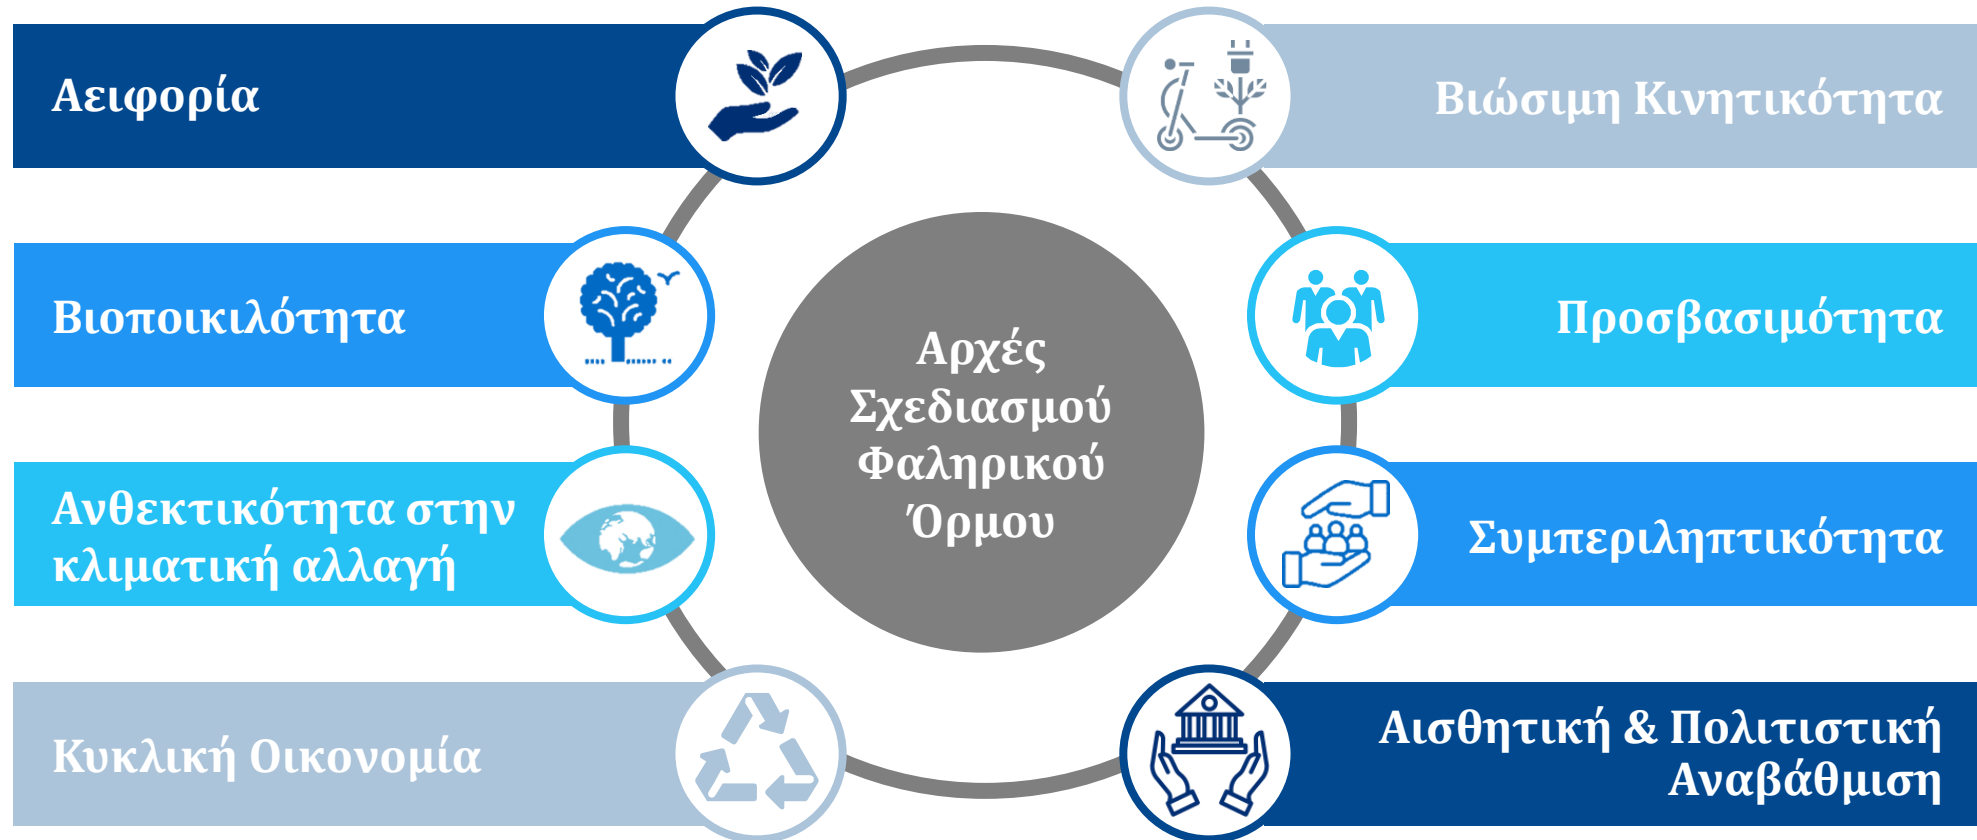 Αειφορία
Βιοποικιλότητα
Ανθεκτικότητα στην
κλιματική αλλαγή
Κυκλική Οικονομία
Αρχές
Σχεδιασμού
Φαληρικού
Όρμου
Βιώσιμη Κινητικότητα
Προσβασιμότητα
Συμπεριληπτικότητα
Αισθητική & Πολιτιστική
Αναβάθμιση